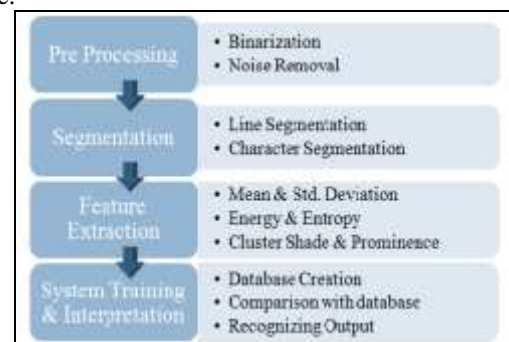 Pre Processing
• Binarization
• Noise Removal
Segmentation
• Line Segmentation
• Character Segmentation
Feature
Extraction
• Mean & Std. Deviation
• Energy & Entropy
• Cluster Shade & Prominence
System Training
& Interpretation
• Database Creation
• Comparison with database
• Recognizing Output